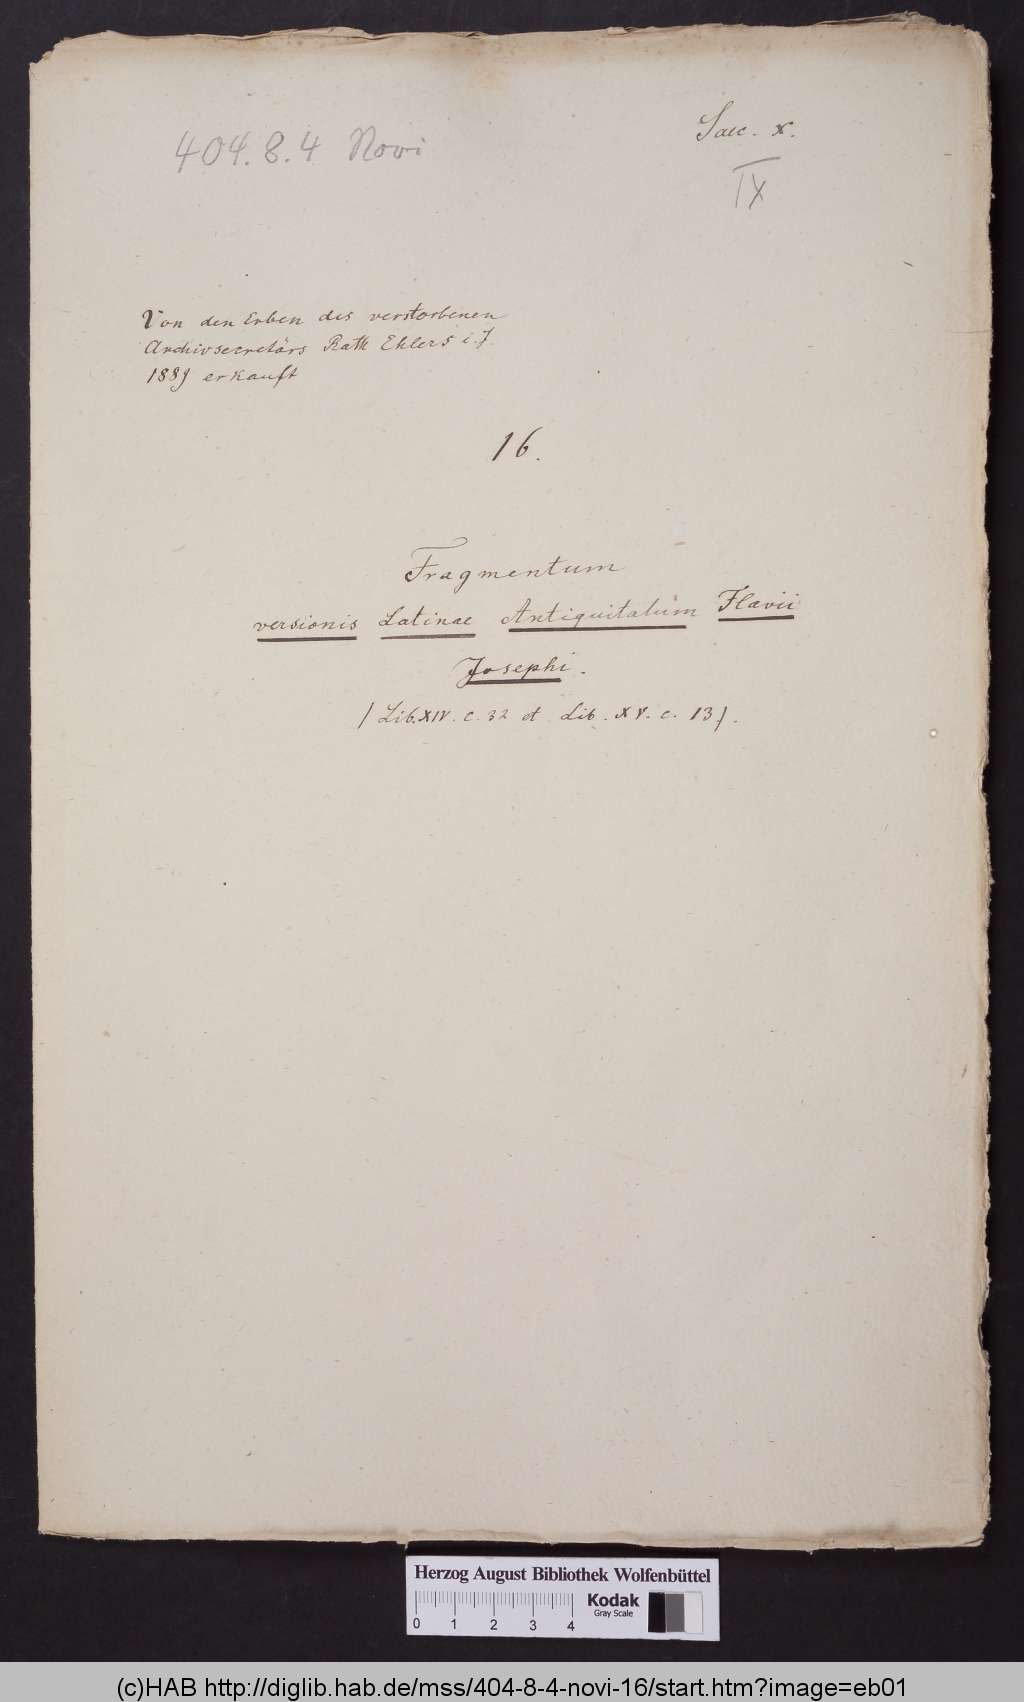 404.8.4 Novi
Saec. x.
IX
Von den Erben des verstorbenen
Archivsecretärs Rath Ehlers i. J.
1889 erkauft
16.
Fragmentum
versionis Latinae Antiquitatum Flavii
Josephi.
(Lib. XIV. c. 32 et Lib. XV. c. 13).
Herzog August Bibliothek Wolfenbüttel
Kodak
Gray Scale
0 1 2 3 4
(c)HAB http://diglib.hab.de/mss/404-8-4-novi-16/start.htm?image=eb01